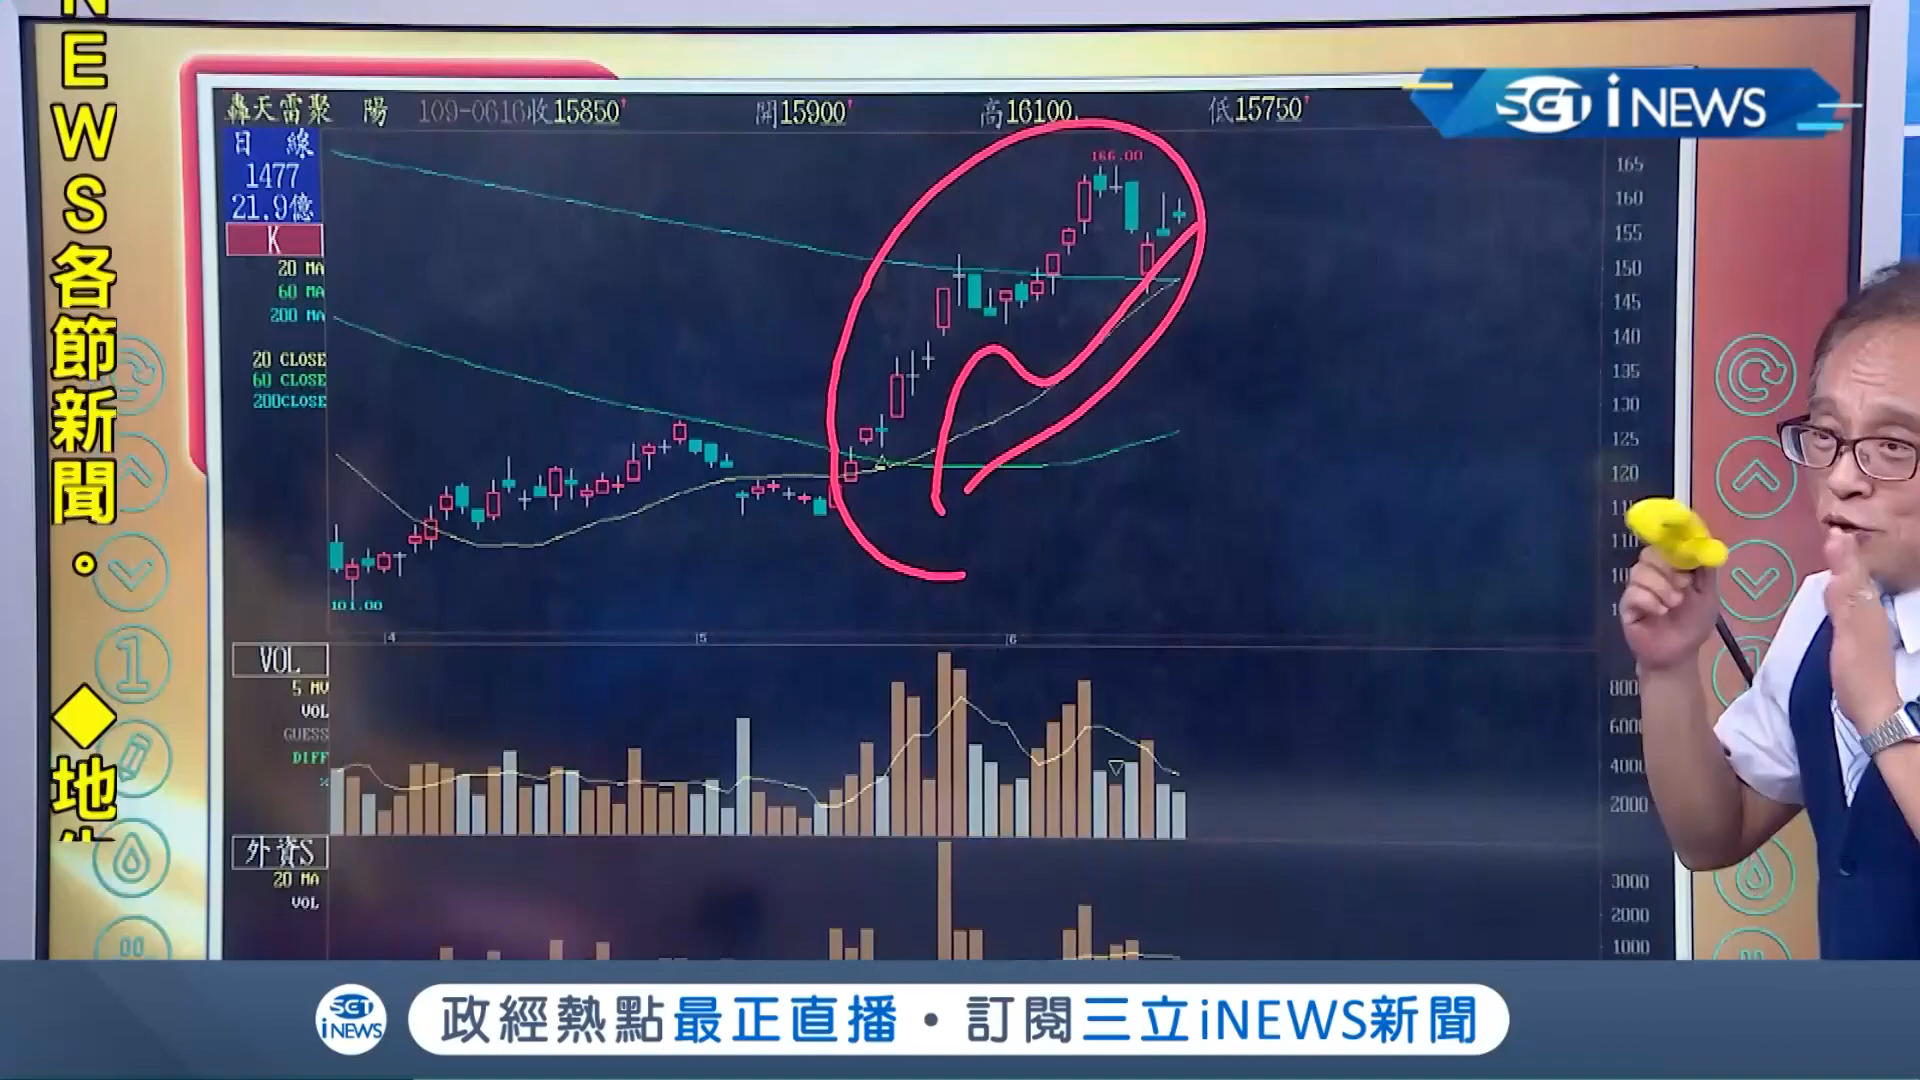 NEWS各節新聞。◆地
轟天雷聚 陽 109-0616收15850' 開15900' 高16100. 低15750'
SET iNEWS
日 線
1477
21.9億
K
20 MA
60 MA
200 MA
20 CLOSE
60 CLOSE
200CLOSE
166.00
101.00
165
160
155
150
145
140
135
130
125
120
110
4 5 6
VOL
5 MV
VOL
GUESS
DIFF
%
8000
6000
4000
2000
外資S
20 MA
VOL
3000
2000
1000
SET iNEWS
政經熱點最正直播・訂閱三立iNEWS新聞